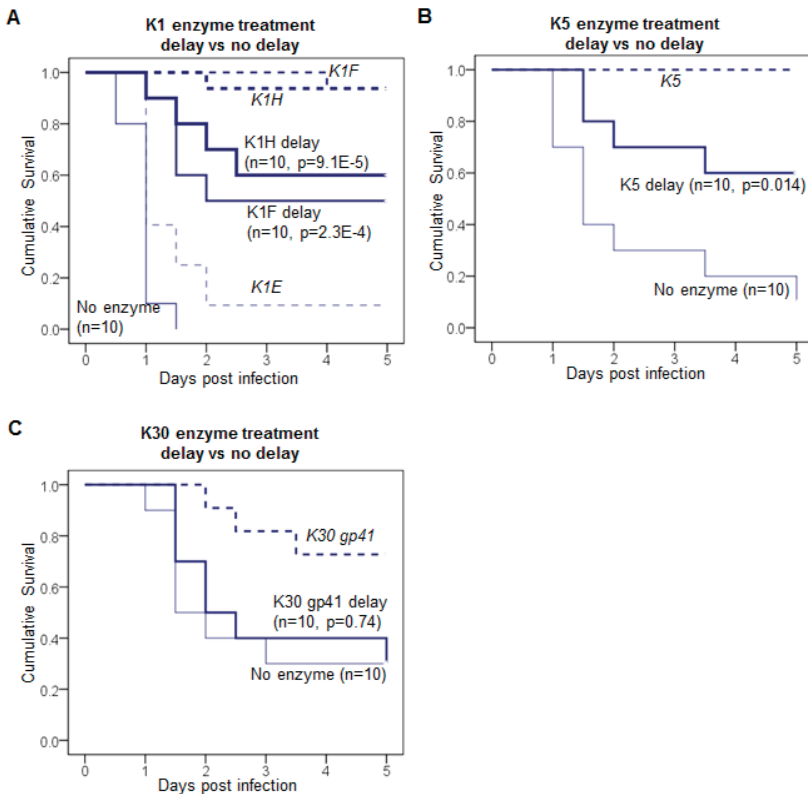 A
K1 enzyme treatment
delay vs no delay
Cumulative Survival
1.0
0.8
0.6
0.4
0.2
0.0
K1F
K1H
K1H delay
(n=10, p=9.1E-5)
K1F delay
(n=10, p=2.3E-4)
K1E
No enzyme
(n=10)
0 1 2 3 4 5
Days post infection
B
K5 enzyme treatment
delay vs no delay
Cumulative Survival
1.0
0.8
0.6
0.4
0.2
0.0
K5
K5 delay (n=10, p=0.014)
No enzyme (n=10)
0 1 2 3 4 5
Days post infection
C
K30 enzyme treatment
delay vs no delay
Cumulative Survival
1.0
0.8
0.6
0.4
0.2
0.0
K30 gp41
K30 gp41 delay
(n=10, p=0.74)
No enzyme (n=10)
0 1 2 3 4 5
Days post infection